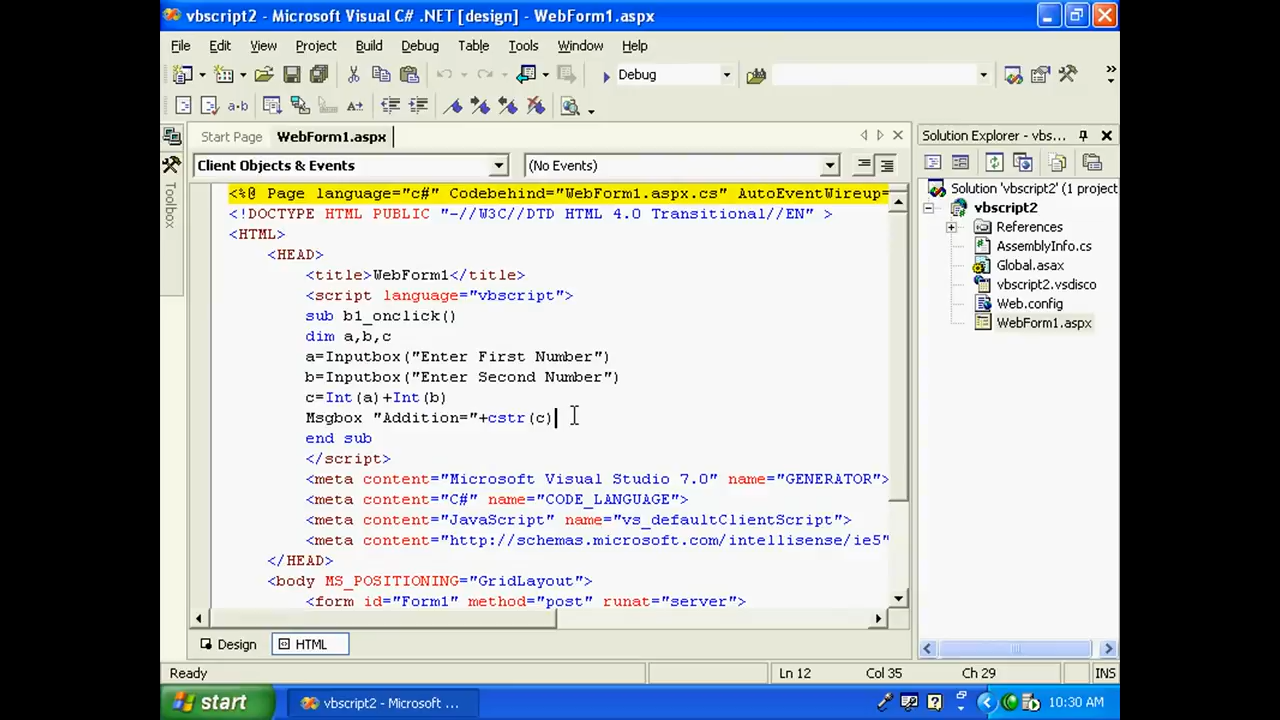 vbscript2 - Microsoft Visual C# .NET [design] - WebForm1.aspx
File Edit View Project Build Debug Table Tools Window Help
Debug
Start Page WebForm1.aspx
Client Objects & Events (No Events)
<%@ Page language="c#" Codebehind="WebForm1.aspx.cs" AutoEventWireup=
<!DOCTYPE HTML PUBLIC "-//W3C//DTD HTML 4.0 Transitional//EN" >
<HTML>
<HEAD>
<title>WebForm1</title>
<script language="vbscript">
sub b1_onclick()
dim a,b,c
a=Inputbox("Enter First Number")
b=Inputbox("Enter Second Number")
c=Int(a)+Int(b)
Msgbox "Addition="+cstr(c)
end sub
</script>
<meta content="Microsoft Visual Studio 7.0" name="GENERATOR">
<meta content="C#" name="CODE_LANGUAGE">
<meta content="JavaScript" name="vs_defaultClientScript">
<meta content="http://schemas.microsoft.com/intellisense/ie5"
</HEAD>
<body MS_POSITIONING="GridLayout">
<form id="Form1" method="post" runat="server">
Design HTML
Toolbox
Solution Explorer - vbs...
Solution 'vbscript2' (1 project
vbscript2
References
AssemblyInfo.cs
Global.asax
vbscript2.vsdisco
Web.config
WebForm1.aspx
Ready Ln 12 Col 35 Ch 29 INS
start vbscript2 - Microsoft ... 10:30 AM